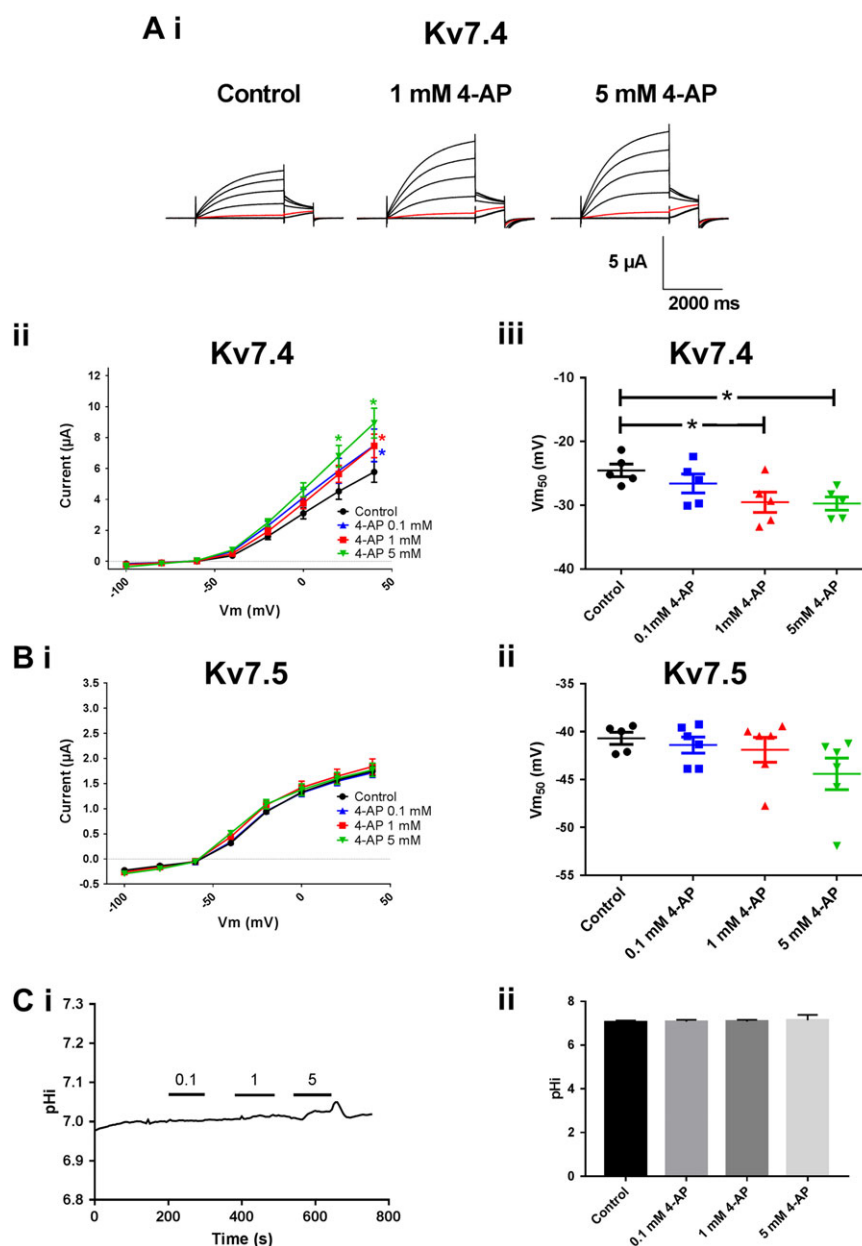 A i Kv7.4
Control 1 mM 4-AP 5 mM 4-AP
5 µA
2000 ms
ii Kv7.4
12
10
8
6
4
2
0
-100 -50 0 50
Current (µA)
Vm (mV)
* * * *
Control
4-AP 0.1 mM
4-AP 1 mM
4-AP 5 mM
iii Kv7.4
-20
-30
-40
Vm50 (mV)
*
*
Control 0.1mM 4-AP 1mM 4-AP 5mM 4-AP
B i Kv7.5
3.5
3.0
2.5
2.0
1.5
1.0
0.5
0.0
-0.5
-100 -50 0 50
Current (µA)
Vm (mV)
Control
4-AP 0.1 mM
4-AP 1 mM
4-AP 5 mM
ii Kv7.5
-35
-40
-45
-50
-55
Vm50 (mV)
Control 0.1 mM 4-AP 1 mM 4-AP 5 mM 4-AP
C i
7.3
7.2
7.1
7.0
6.9
6.8
pHi
0.1 1 5
0 200 400 600 800
Time (s)
ii
8
6
4
2
0
pHi
Control 0.1 mM 4-AP 1 mM 4-AP 5 mM 4-AP